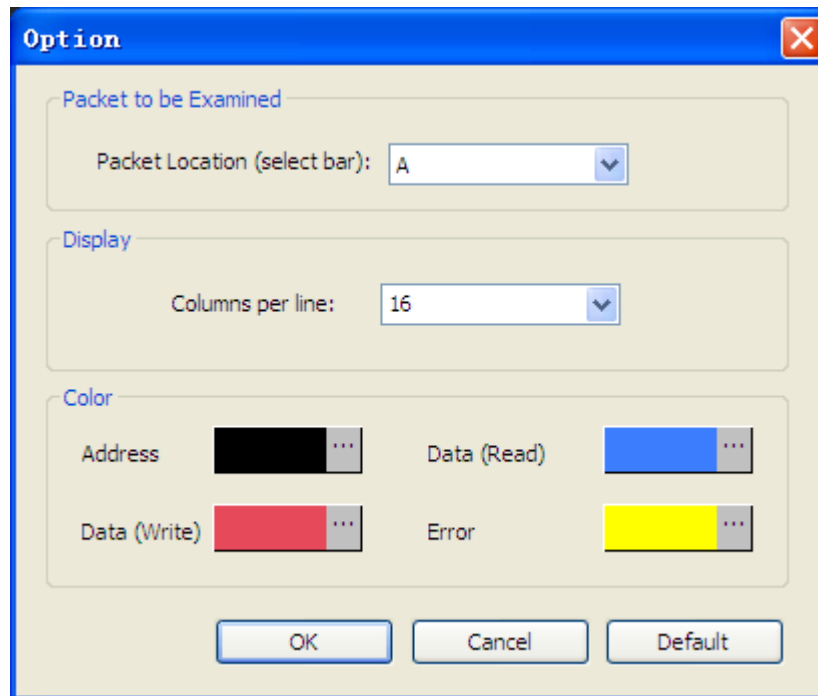 Option
Packet to be Examined
Packet Location (select bar): A
Display
Columns per line: 16
Color
Address ... Data (Read) ...
Data (Write) ... Error ...
OK Cancel Default